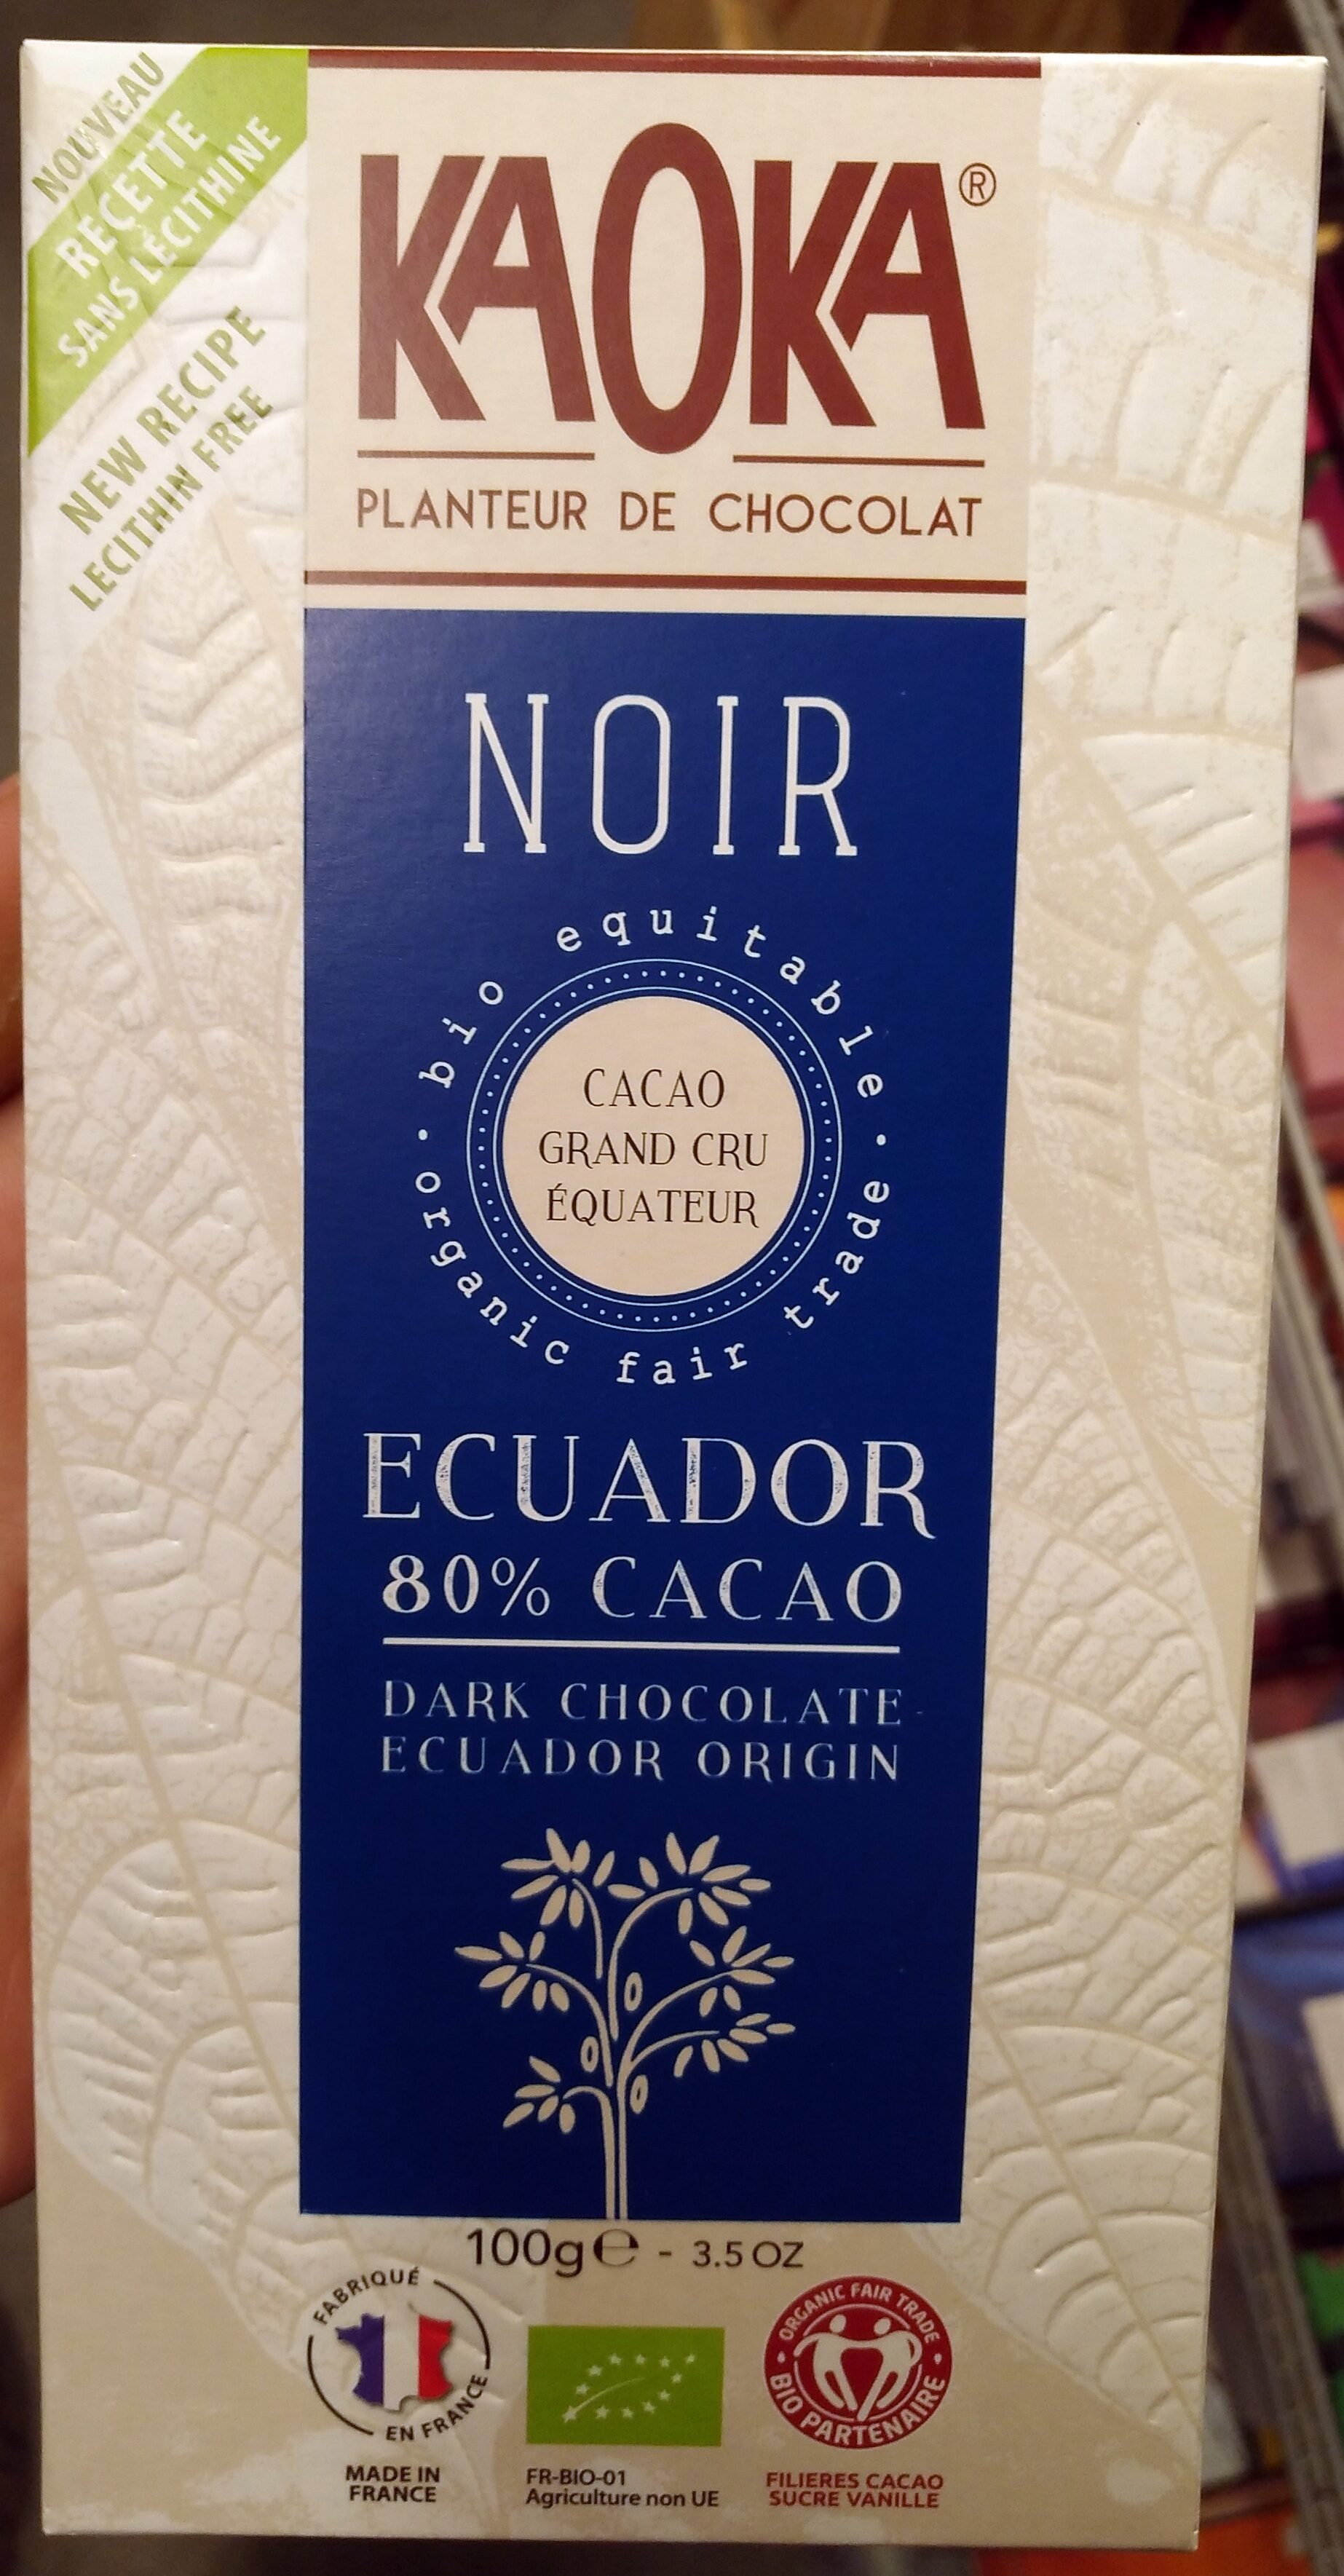 NOUVEAU
RECETTE
SANS LÉCITHINE
NEW RECIPE
LECITHIN FREE
KAOKA®
PLANTEUR DE CHOCOLAT
NOIR
bio equitable
CACAO
GRAND CRU
ÉQUATEUR
organic fair trade
ECUADOR
80% CACAO
DARK CHOCOLATE
ECUADOR ORIGIN
100g ℮ - 3.5 OZ
FABRIQUÉ
EN FRANCE
MADE IN
FRANCE
FR-BIO-01
Agriculture non UE
ORGANIC FAIR TRADE
BIO PARTENAIRE
FILIERES CACAO
SUCRE VANILLE